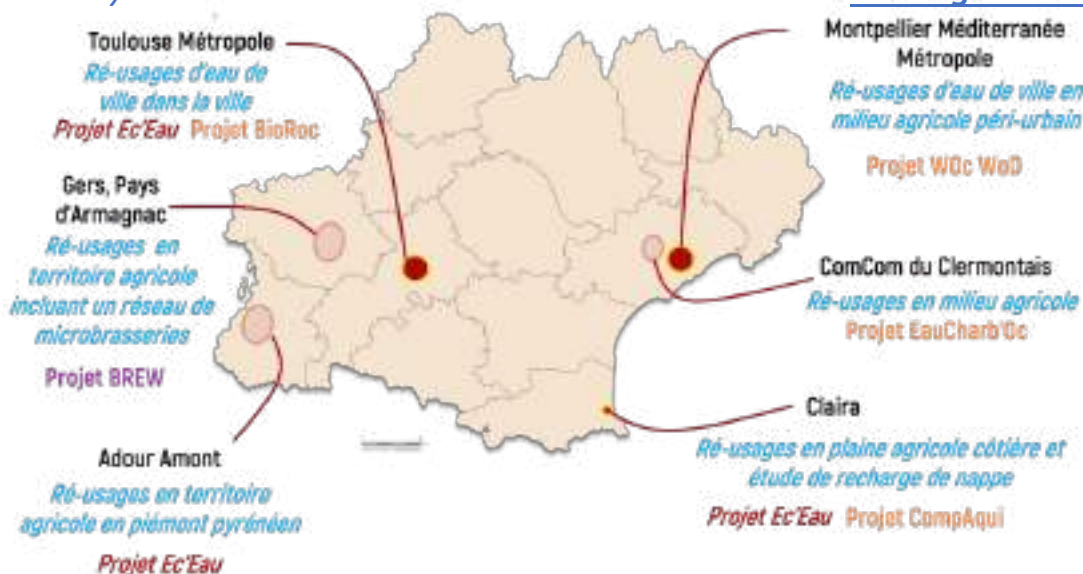 Toulouse Métropole
Ré-usages d'eau de
ville dans la ville
Projet Ec'Eau Projet BioRoc
Gers, Pays
d'Armagnac
Ré-usages en
territoire agricole
incluant un réseau de
microbrasseries
Projet BREW
Adour Amont
Ré-usages en territoire
agricole en piémont pyrénéen
Projet Ec'Eau
Montpellier Méditerranée
Métropole
Ré-usages d'eau de ville en
milieu agricole péri-urbain
Projet WOc WoD
ComCom du Clermontais
Ré-usages en milieu agricole
Projet EauCharb'Oc
Claira
Ré-usages en plaine agricole côtière et
étude de recharge de nappe
Projet Ec'Eau Projet CompAqui